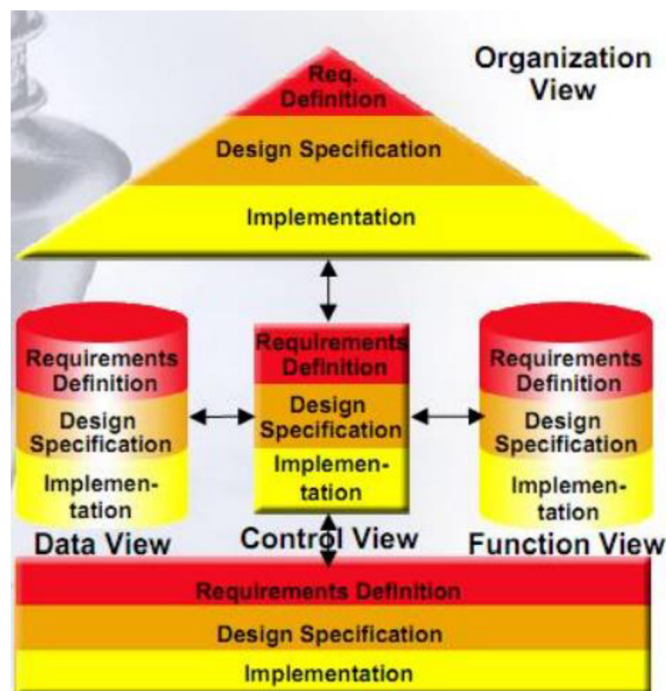 Organization
View
Req.
Definition
Design Specification
Implementation
Requirements
Definition
Design
Specification
Implemen-
tation
Data View
Requirements
Definition
Design
Specification
Implemen-
tation
Control View
Requirements
Definition
Design
Specification
Implemen-
tation
Function View
Requirements Definition
Design Specification
Implementation